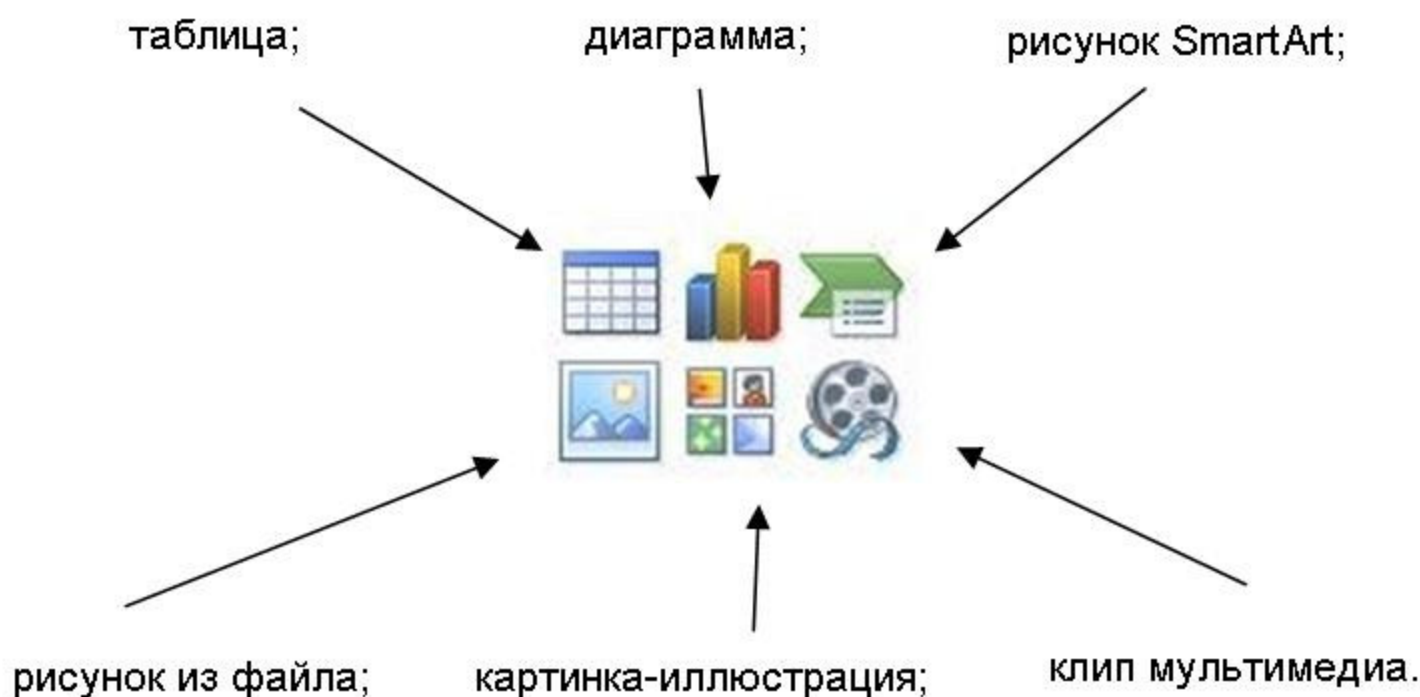 таблица;
диаграмма;
рисунок SmartArt;
рисунок из файла;
картинка-иллюстрация;
клип мультимедиа.